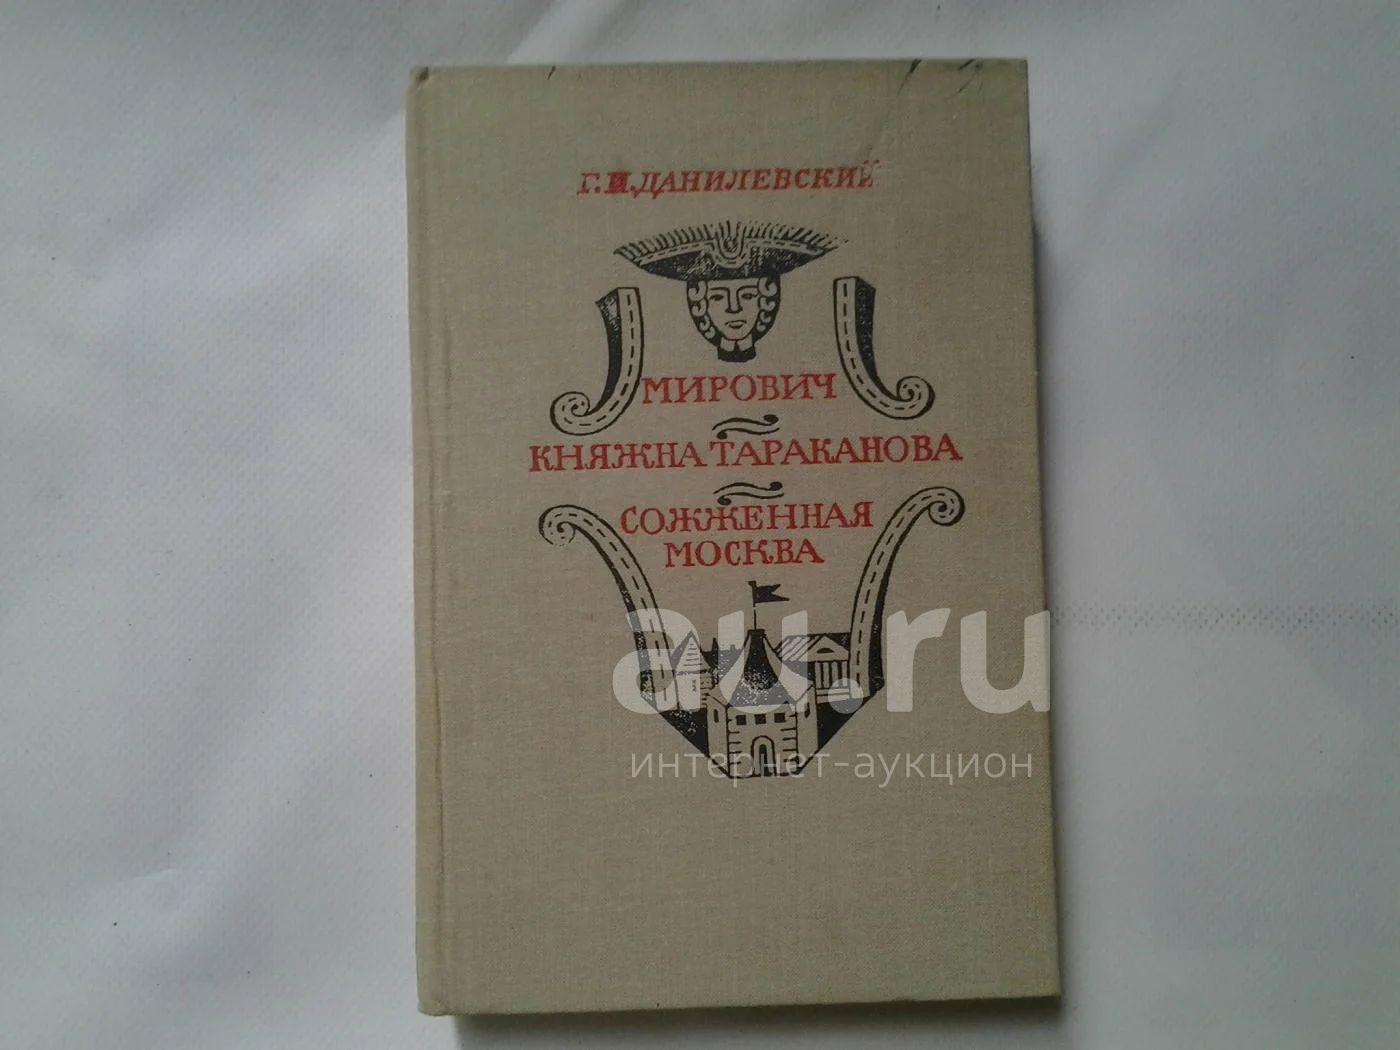 Г.И.ДАНИЛЕВСКИЙ
МИРОВИЧ
КНЯЖНА ТАРАКАНОВА
СОЖЖЕННАЯ
МОСКВА
au.ru
интернет-аукцион